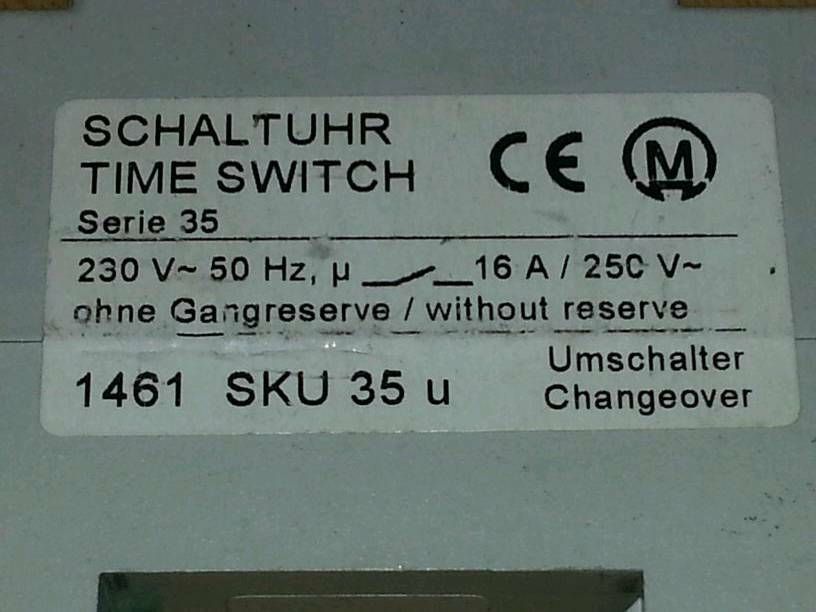 SCHALTUHR
TIME SWITCH
CE M
Serie 35
230 V~ 50 Hz, µ 16 A / 250 V~
ohne Gangreserve / without reserve
1461 SKU 35 u
Umschalter
Changeover